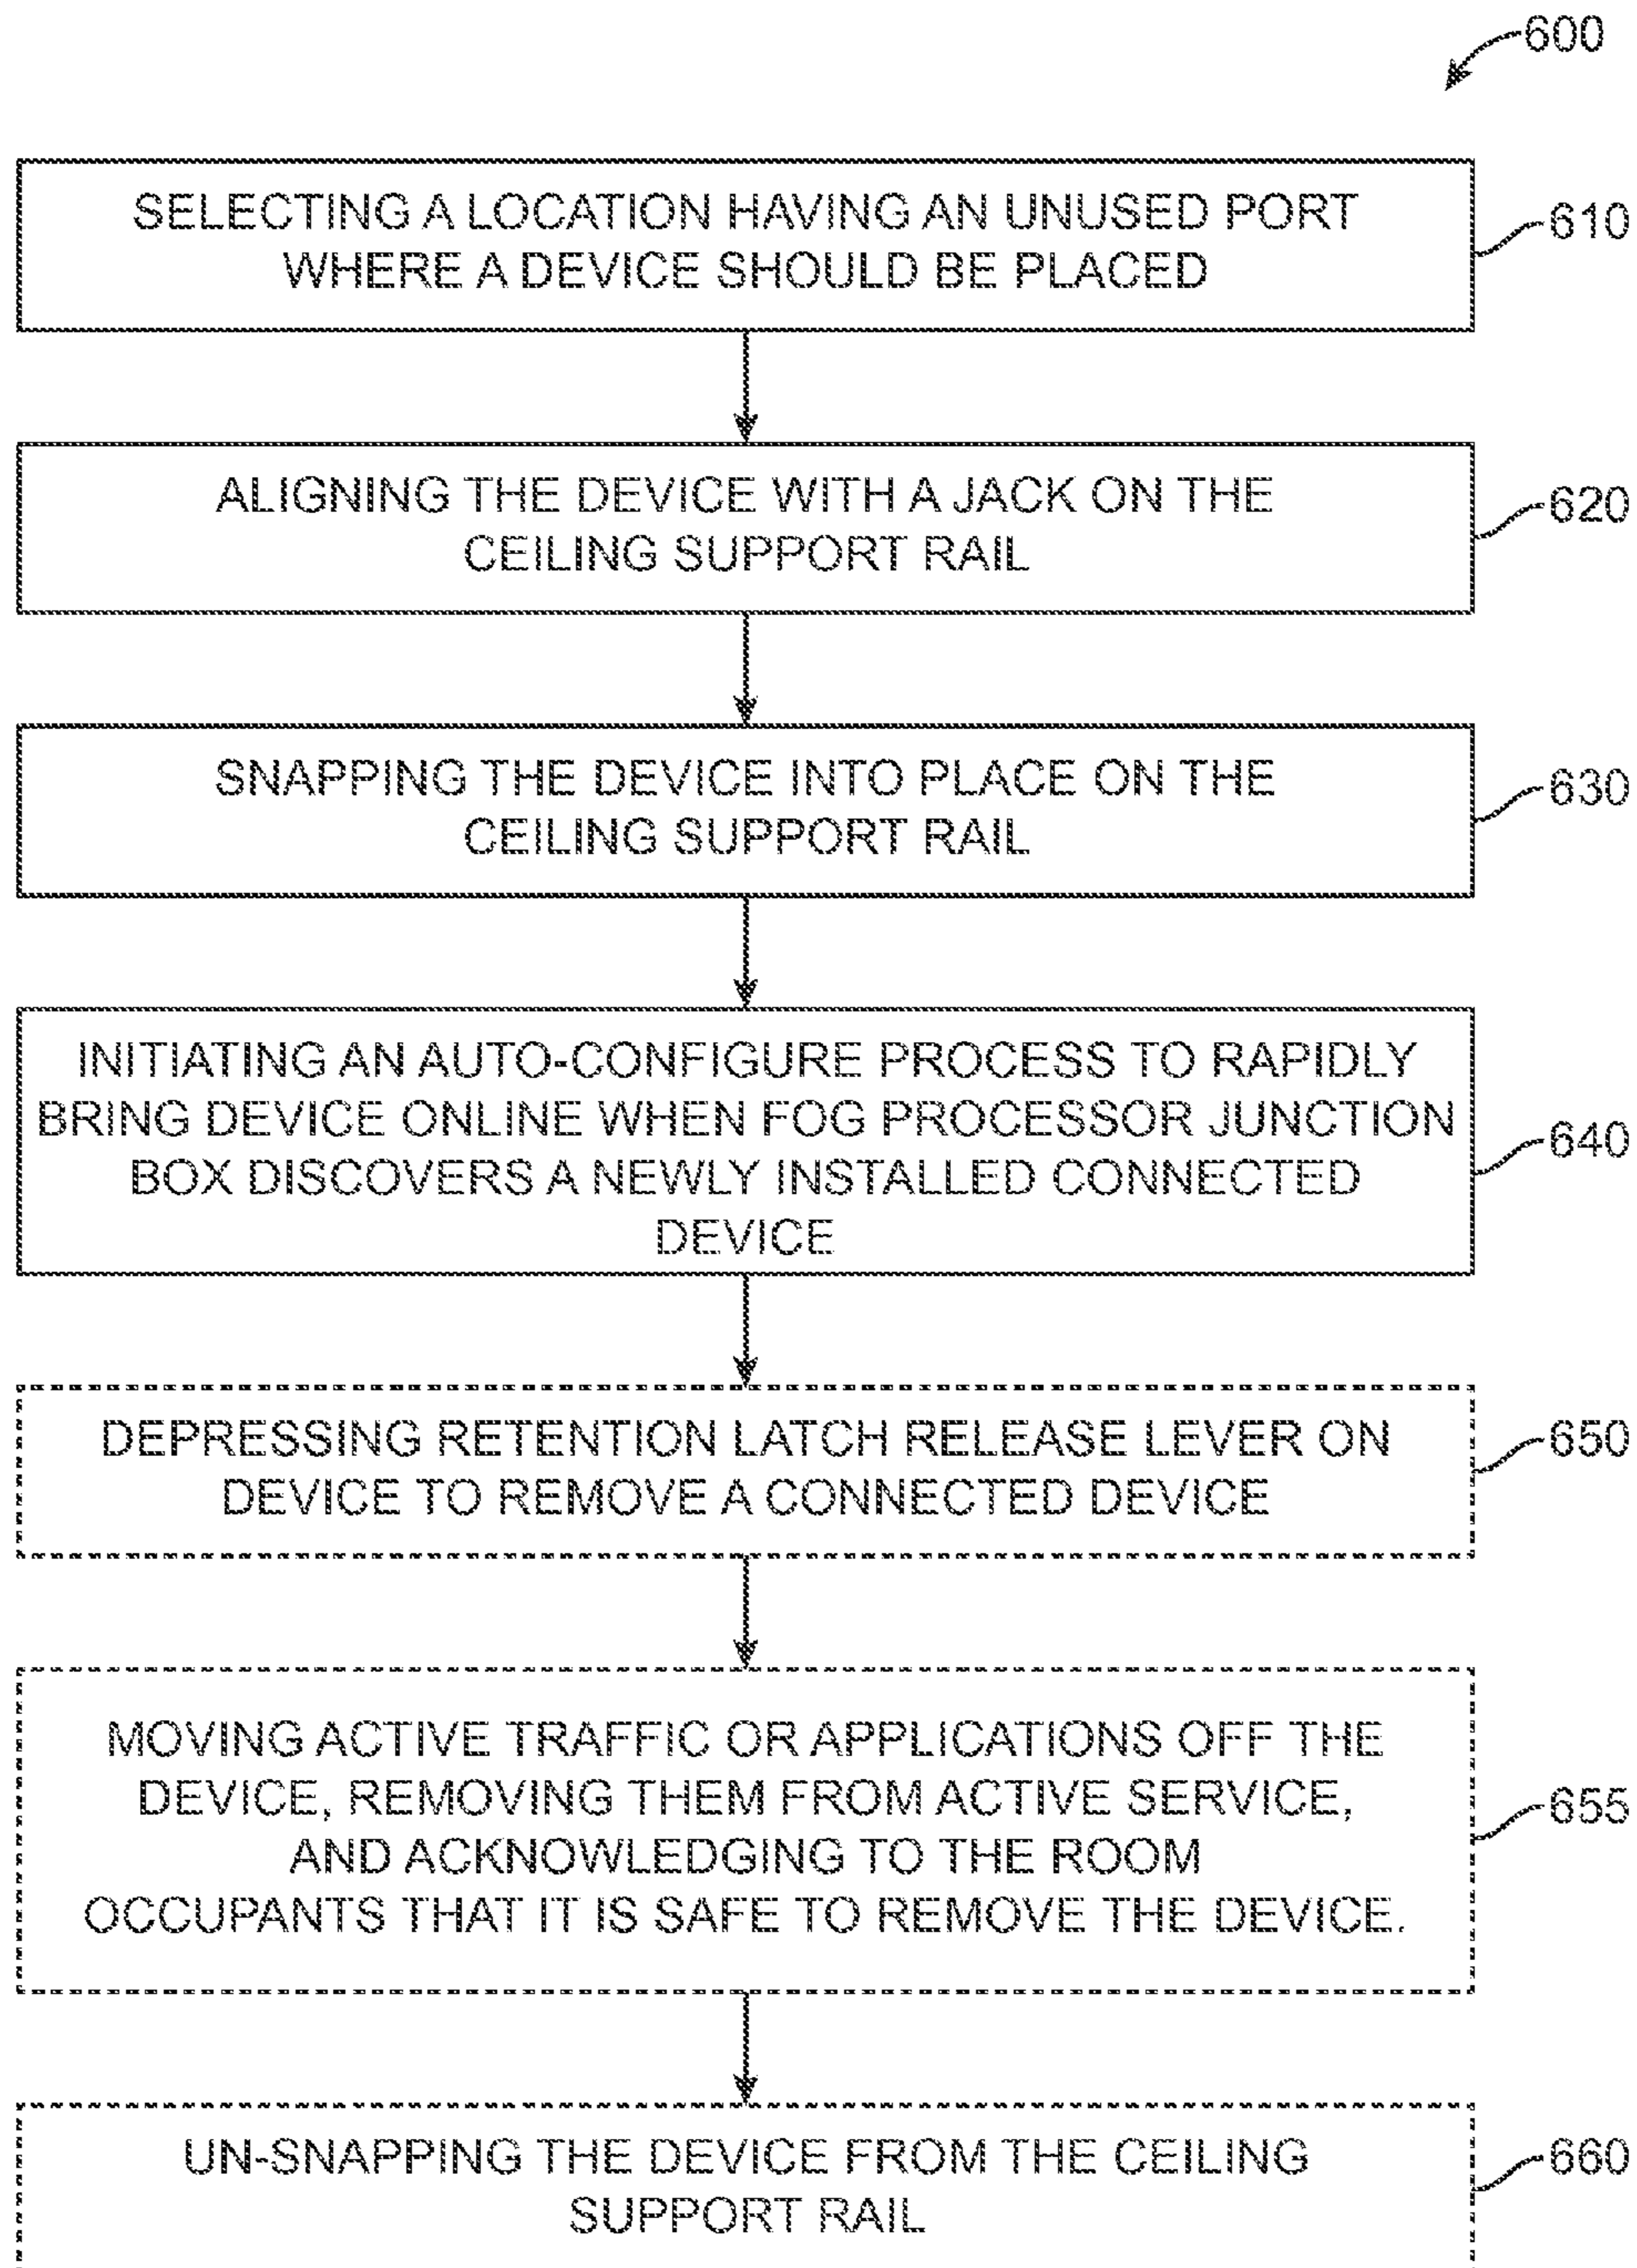 600
SELECTING A LOCATION HAVING AN UNUSED PORT
WHERE A DEVICE SHOULD BE PLACED
610
ALIGNING THE DEVICE WITH A JACK ON THE
CEILING SUPPORT RAIL
620
SNAPPING THE DEVICE INTO PLACE ON THE
CEILING SUPPORT RAIL
630
INITIATING AN AUTO-CONFIGURE PROCESS TO RAPIDLY
BRING DEVICE ONLINE WHEN FOG PROCESSOR JUNCTION
BOX DISCOVERS A NEWLY INSTALLED CONNECTED
DEVICE
640
DEPRESSING RETENTION LATCH RELEASE LEVER ON
DEVICE TO REMOVE A CONNECTED DEVICE
650
MOVING ACTIVE TRAFFIC OR APPLICATIONS OFF THE
DEVICE, REMOVING THEM FROM ACTIVE SERVICE,
AND ACKNOWLEDGING TO THE ROOM
OCCUPANTS THAT IT IS SAFE TO REMOVE THE DEVICE.
655
UN-SNAPPING THE DEVICE FROM THE CEILING
SUPPORT RAIL
660